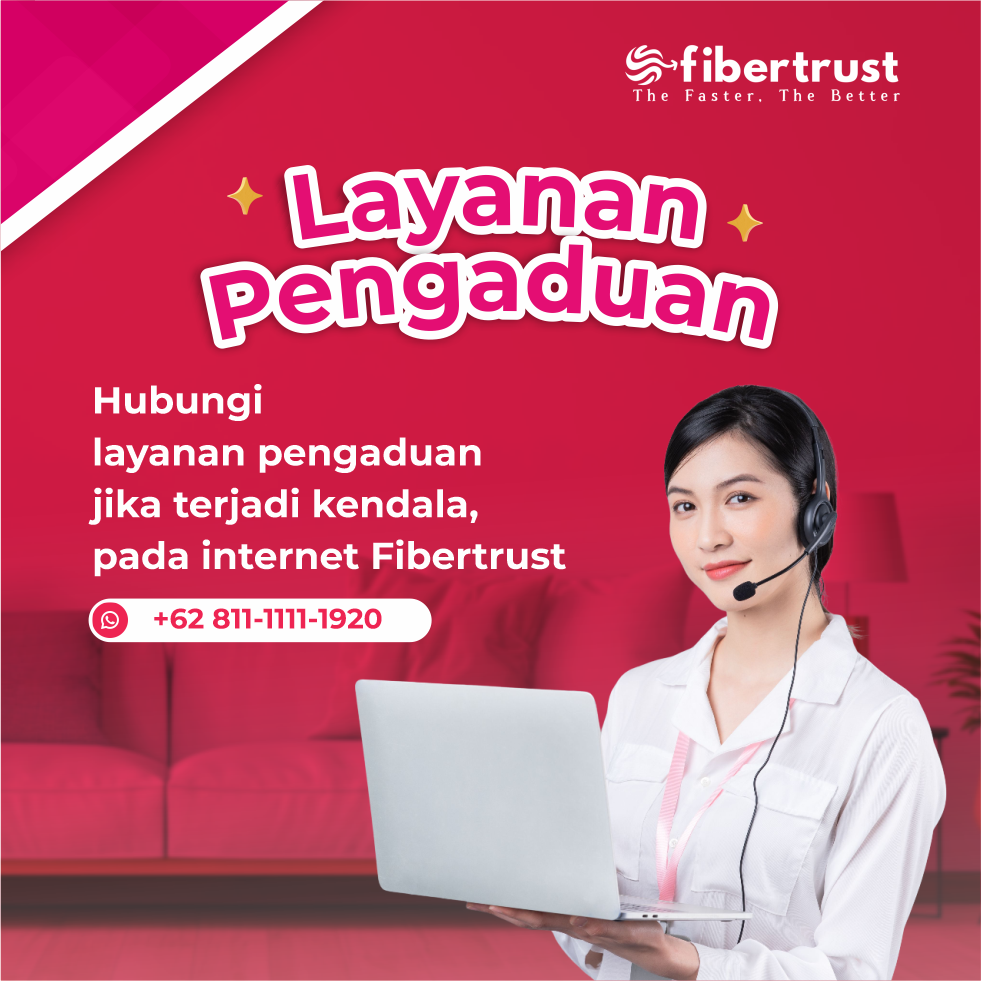 fibertrust
The Faster, The Better
Layanan
Pengaduan
Hubungi
layanan pengaduan
jika terjadi kendala,
pada internet Fibertrust
+62 811-1111-1920